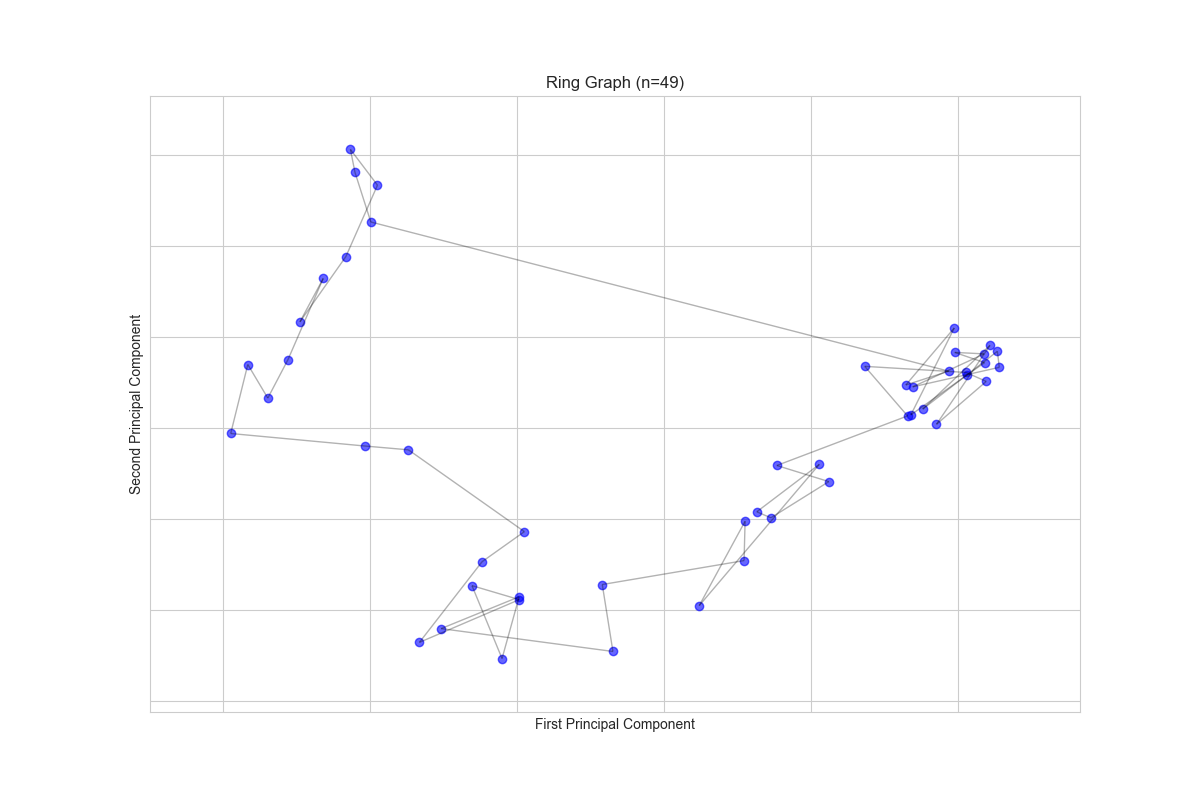 Ring Graph (n=49)
Second Principal Component
First Principal Component